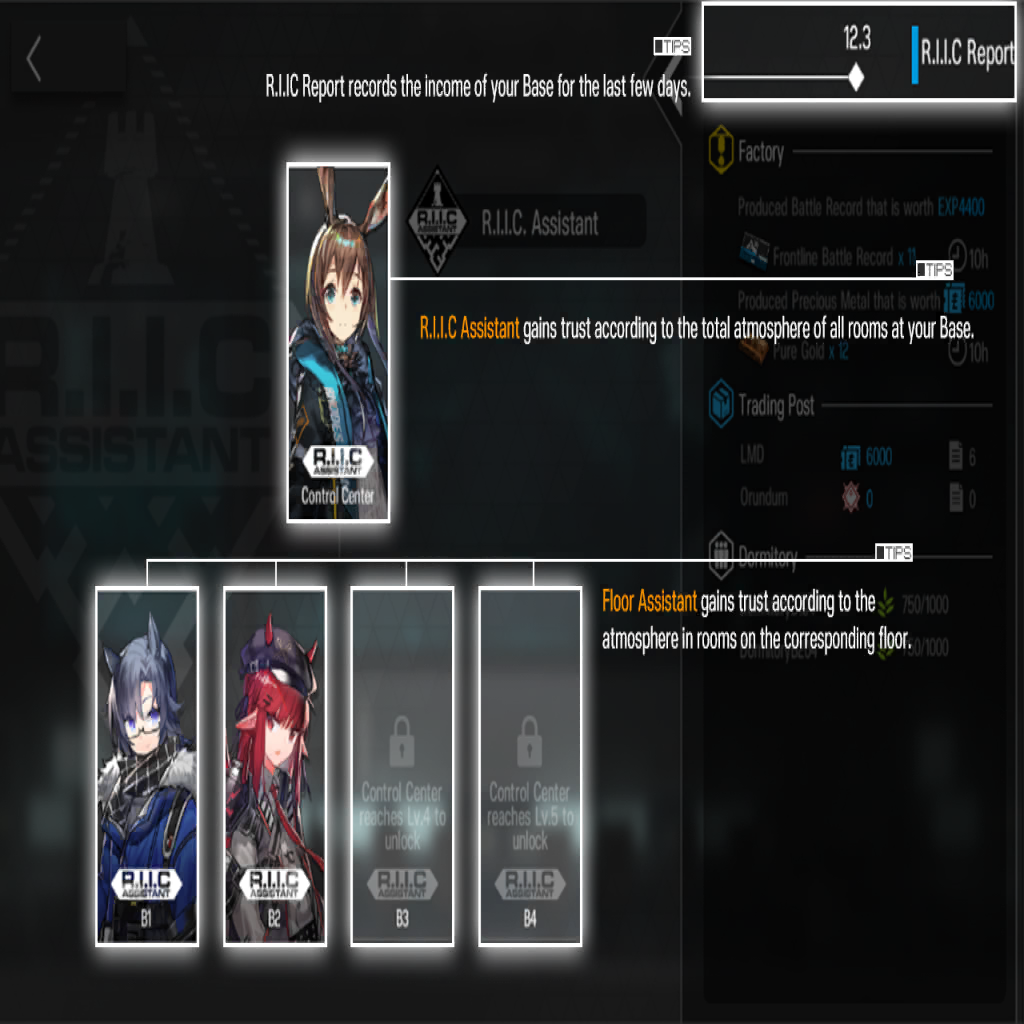 TIPS
12.3
R.I.I.C Report
R.I.IC Report records the income of your Base for the last few days.
Factory
R.I.I.C
ASSISTANT
R.I.I.C. Assistant
Produced Battle Record that is worth EXP4400
Frontline Battle Record x 11
10h
TIPS
Produced Precious Metal that is worth 6000
R.I.I.C Assistant gains trust according to the total atmosphere of all rooms at your Base.
Pure Gold x 12
10h
R.I.I.C
ASSISTANT
Trading Post
LMD 6000 6
R.I.I.C
ASSISTANT
Control Center
Orundum 0 0
TIPS
Dormitory
Floor Assistant gains trust according to the
750/1000
atmosphere in rooms on the corresponding floor.
Control Center
reaches Lv.4 to
unlock
Control Center
reaches Lv.5 to
unlock
R.I.I.C
ASSISTANT
B1
R.I.I.C
ASSISTANT
B2
R.I.I.C
ASSISTANT
B3
R.I.I.C
ASSISTANT
B4